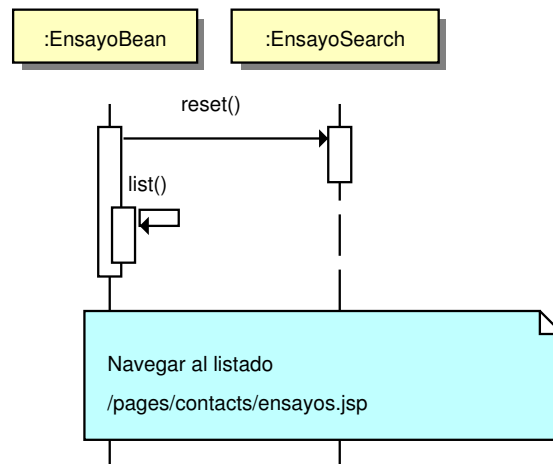 :EnsayoBean
:EnsayoSearch
reset()
list()
Navegar al listado
/pages/contacts/ensayos.jsp